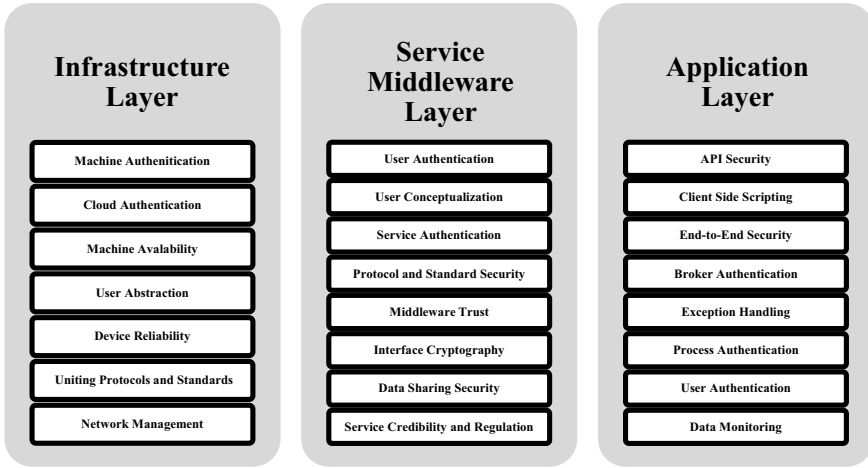 Infrastructure
Layer
Machine Authenitication
Cloud Authentication
Machine Avalability
User Abstraction
Device Reliability
Uniting Protocols and Standards
Network Management
Service
Middleware
Layer
User Authentication
User Conceptualization
Service Authentication
Protocol and Standard Security
Middleware Trust
Interface Cryptography
Data Sharing Security
Service Credibility and Regulation
Application
Layer
API Security
Client Side Scripting
End-to-End Security
Broker Authentication
Exception Handling
Process Authentication
User Authentication
Data Monitoring